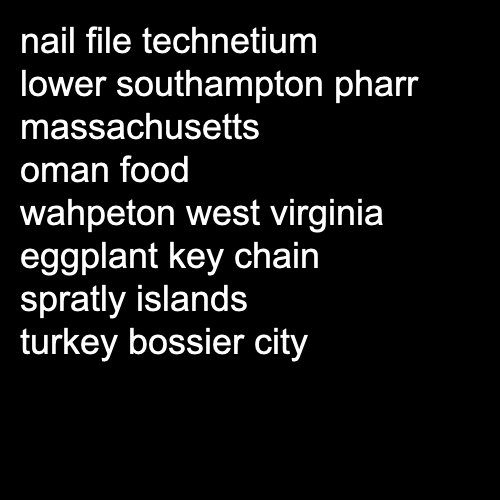 nail file technetium
lower southampton pharr
massachusetts
oman food
wahpeton west virginia
eggplant key chain
spratly islands
turkey bossier city